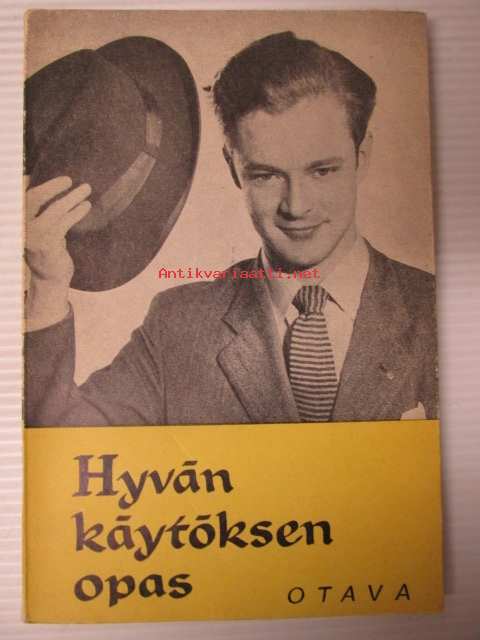 Antikvariaatti.net
Hyvän
käytöksen
opas
OTAVA